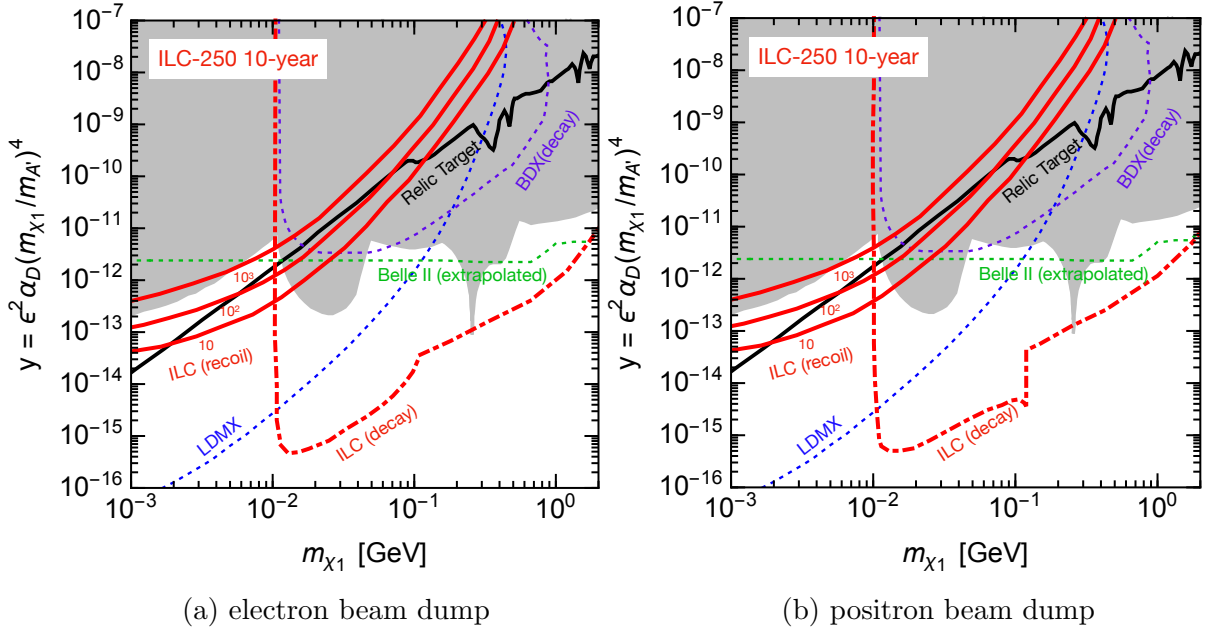 ILC-250 10-year
10⁻⁷
10⁻⁸
10⁻⁹
10⁻¹⁰
10⁻¹¹
10⁻¹²
10⁻¹³
10⁻¹⁴
10⁻¹⁵
10⁻¹⁶
y = ϵ² α_D(m_χ1/m_A')⁴
Relic Target
BDX(decay)
Belle II (extrapolated)
10³
10²
10
ILC (recoil)
LDMX
ILC (decay)
10⁻³
10⁻²
10⁻¹
10⁰
m_χ1 [GeV]
(a) electron beam dump
ILC-250 10-year
10⁻⁷
10⁻⁸
10⁻⁹
10⁻¹⁰
10⁻¹¹
10⁻¹²
10⁻¹³
10⁻¹⁴
10⁻¹⁵
10⁻¹⁶
y = ϵ² α_D(m_χ1/m_A')⁴
Relic Target
BDX(decay)
Belle II (extrapolated)
10³
10²
10
ILC (recoil)
LDMX
ILC (decay)
10⁻³
10⁻²
10⁻¹
10⁰
m_χ1 [GeV]
(b) positron beam dump